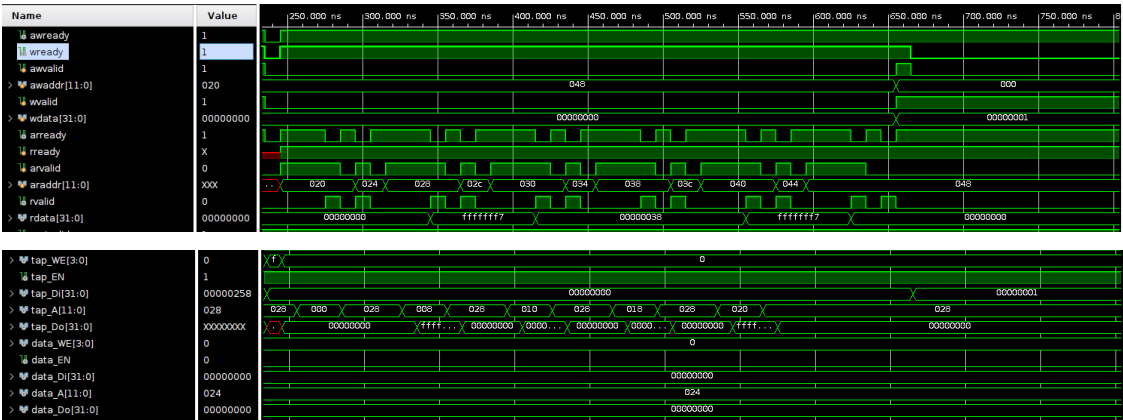 Name Value 250.000 ns 300.000 ns 350.000 ns 400.000 ns 450.000 ns 500.000 ns 550.000 ns 600.000 ns 650.000 ns 700.000 ns 750.000 ns 8
awready 1
wready 1
awvalid 1
awaddr[11:0] 020 048 000
wvalid 1
wdata[31:0] 00000000 00000000 00000001
arready 1
rready X
arvalid 0
araddr[11:0] XXX .. 020 024 028 02c 030 034 038 03c 040 044 048
rvalid 0
rdata[31:0] 00000000 00000000 fffffff7 00000038 fffffff7 00000000
tap_WE[3:0] 0 f 0
tap_EN 1
tap_Di[31:0] 00000258 00000000 00000001
tap_A[11:0] 028 028 000 028 008 028 010 028 018 028 020 028
tap_Do[31:0] XXXXXXXX . 00000000 ffff... 00000000 0000... 00000000 0000... 00000000 ffff... 00000000
data_WE[3:0] 0 0
data_EN 0
data_Di[31:0] 00000000 00000000
data_A[11:0] 024 024
data_Do[31:0] 00000000 00000000